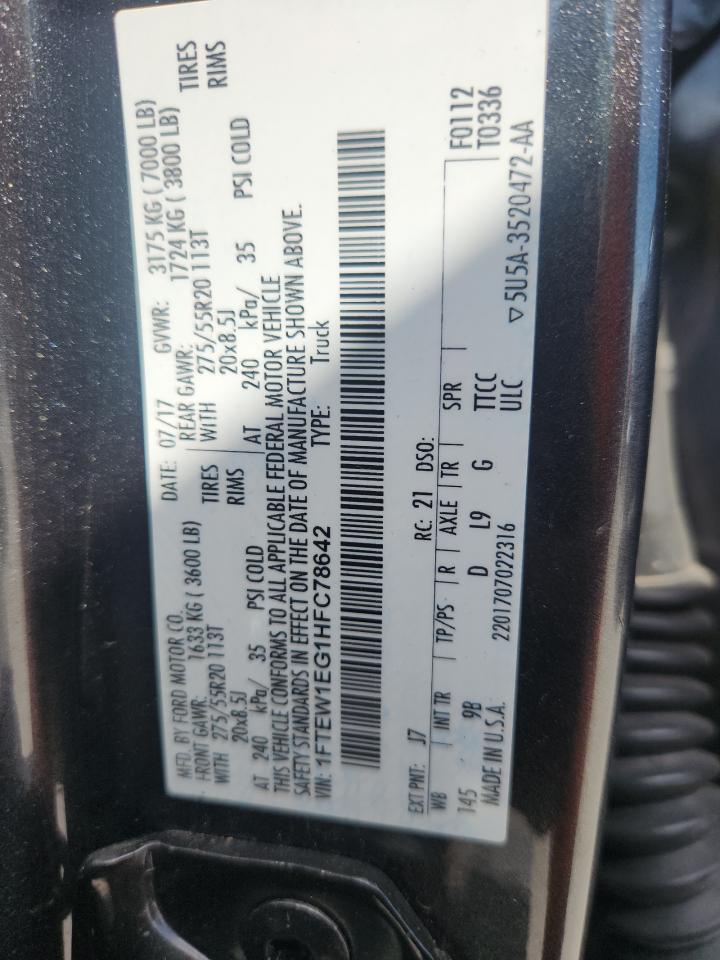 MFD. BY FORD MOTOR CO.
DATE: 07/17 GVWR: 3175 KG ( 7000 LB)
FRONT GAWR: 1633 KG ( 3600 LB)
REAR GAWR: 1724 KG ( 3800 LB)
WITH 275/55R20 113T TIRES
WITH 275/55R20 113T TIRES
20x8.5J RIMS
20x8.5J RIMS
AT 240 kPa/ 35 PSI COLD
AT 240 kPa/ 35 PSI COLD
THIS VEHICLE CONFORMS TO ALL APPLICABLE FEDERAL MOTOR VEHICLE
SAFETY STANDARDS IN EFFECT ON THE DATE OF MANUFACTURE SHOWN ABOVE.
VIN: 1FTEW1EG1HFC78642 TYPE: Truck
EXT PNT: J7 RC: 21 DSO:
WB INT TR TP/PS R AXLE TR SPR F0112
145 9B D L9 G TTCC T0336
MADE IN U.S.A. 2201707022316 ULC ▽5U5A-3520472-AA